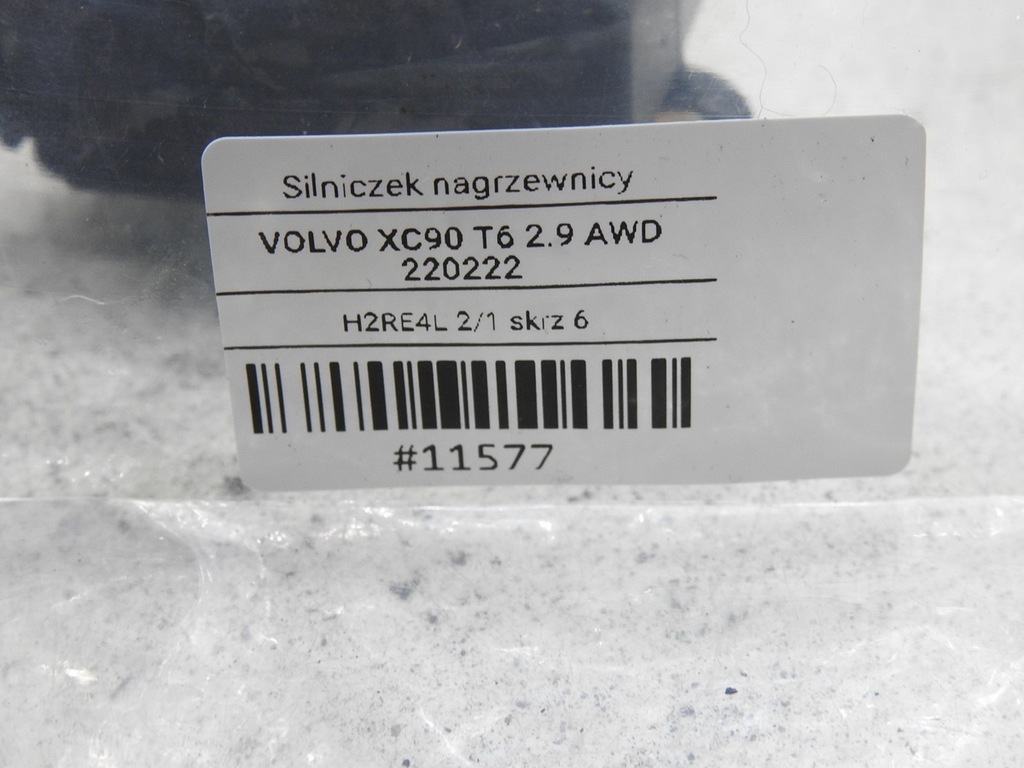 Silniczek nagrzewnicy
VOLVO XC90 T6 2.9 AWD
220222
H2RE4L 2/1 skrz 6
#11577